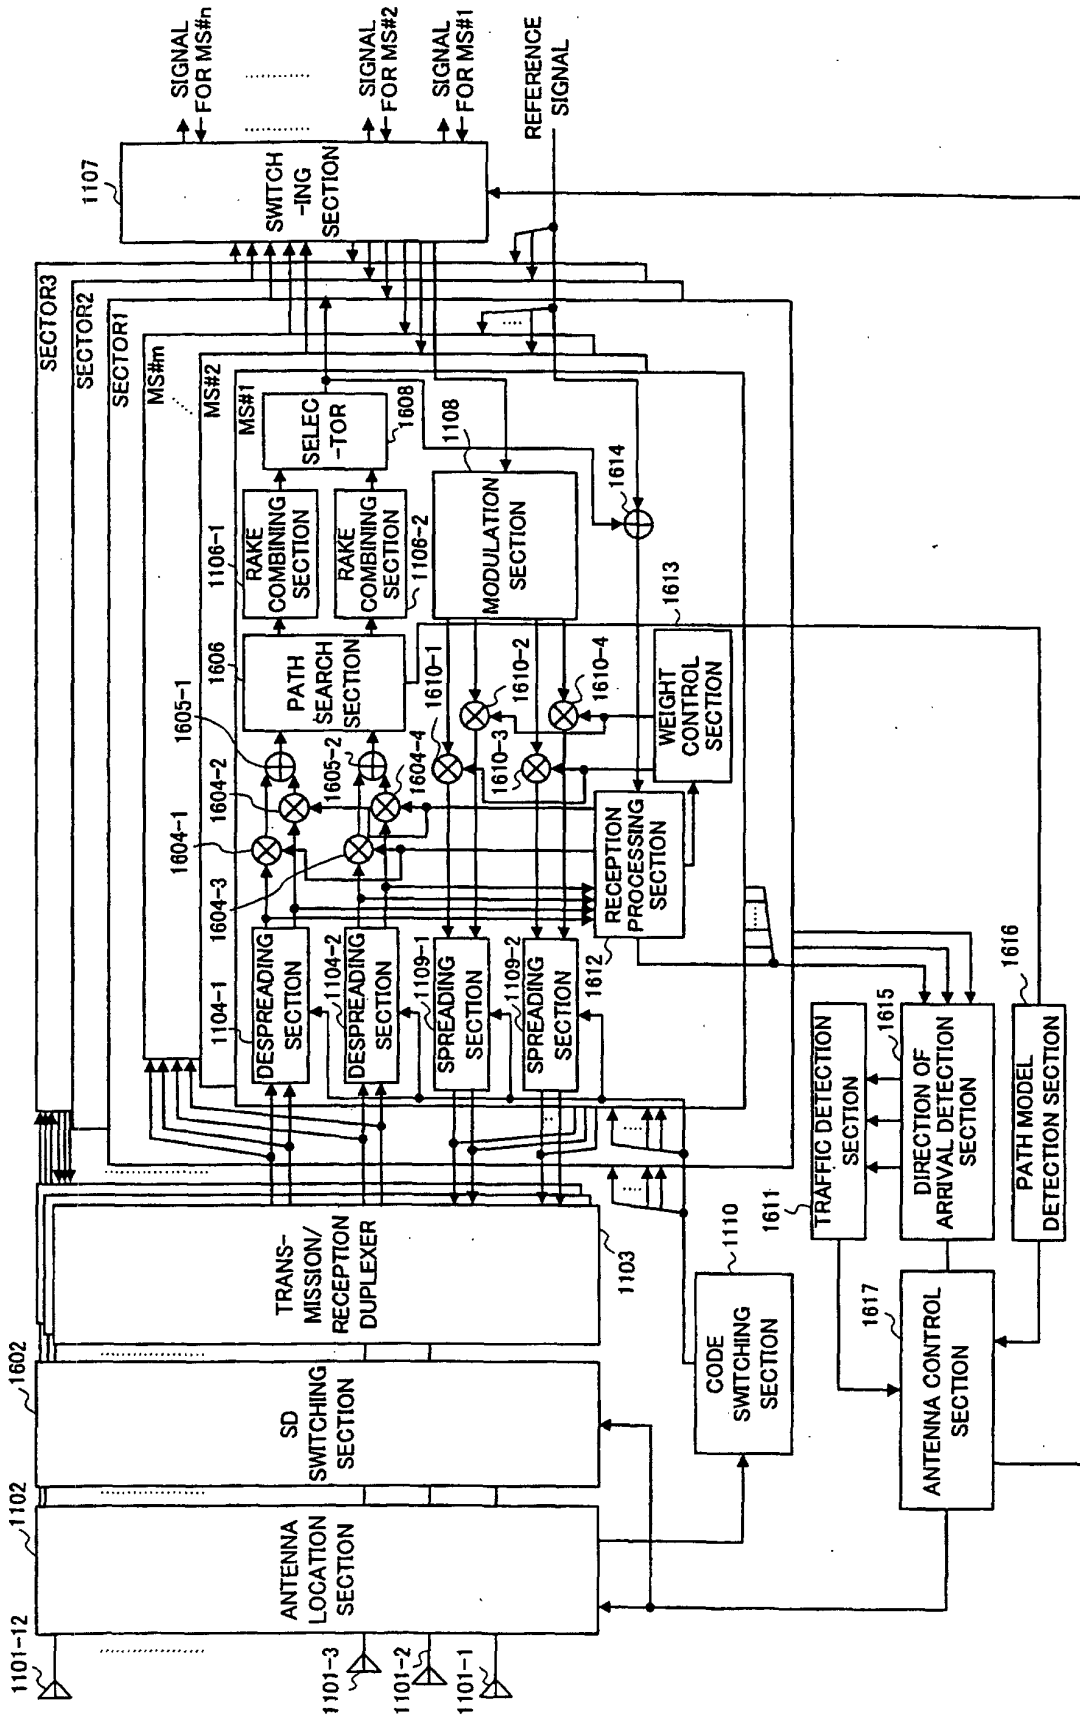 1101-12
1102
1602
1101-3
1101-2
1101-1
ANTENNA
LOCATION
SECTION
SD
SWITCHING
SECTION
TRANS-
MISSION/
RECEPTION
DUPLEXER
1103
SECTOR3
SECTOR2
SECTOR1
MS#m
MS#2
MS#1
1107
SWITCH
-ING
SECTION
SIGNAL
FOR MS#n
SIGNAL
FOR MS#2
SIGNAL
FOR MS#1
REFERENCE
SIGNAL
1104-1
DESPREADING
SECTION
1104-2
DESPREADING
SECTION
1109-1
SPREADING
SECTION
1109-2
SPREADING
SECTION
1604-1
1604-2
1604-3
1604-4
1605-1
1605-2
1606
PATH
SEARCH
SECTION
1106-1
RAKE
COMBINING
SECTION
RAKE
COMBINING
SECTION
1106-2
SELEC
-TOR
1608
1108
MODULATION
SECTION
1610-1
1610-2
1610-3
1610-4
1614
1613
WEIGHT
CONTROL
SECTION
RECEPTION
PROCESSING
SECTION
1612
CODE
SWITCHING
SECTION
1110
1611
TRAFFIC DETECTION
SECTION
1615
DIRECTION OF
ARRIVAL DETECTION
SECTION
1616
PATH MODEL
DETECTION SECTION
1617
ANTENNA CONTROL
SECTION